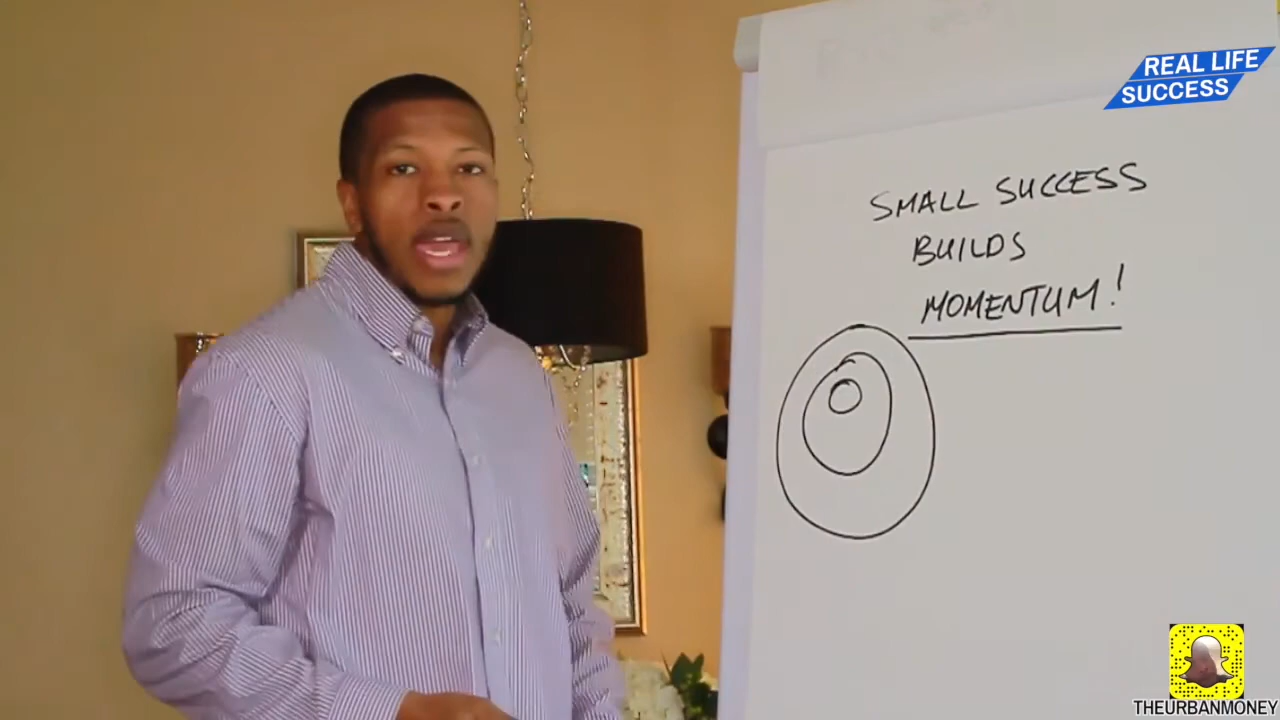 REAL LIFE
SUCCESS
SMALL SUCCESS
BUILDS
MOMENTUM!
THEURBANMONEY